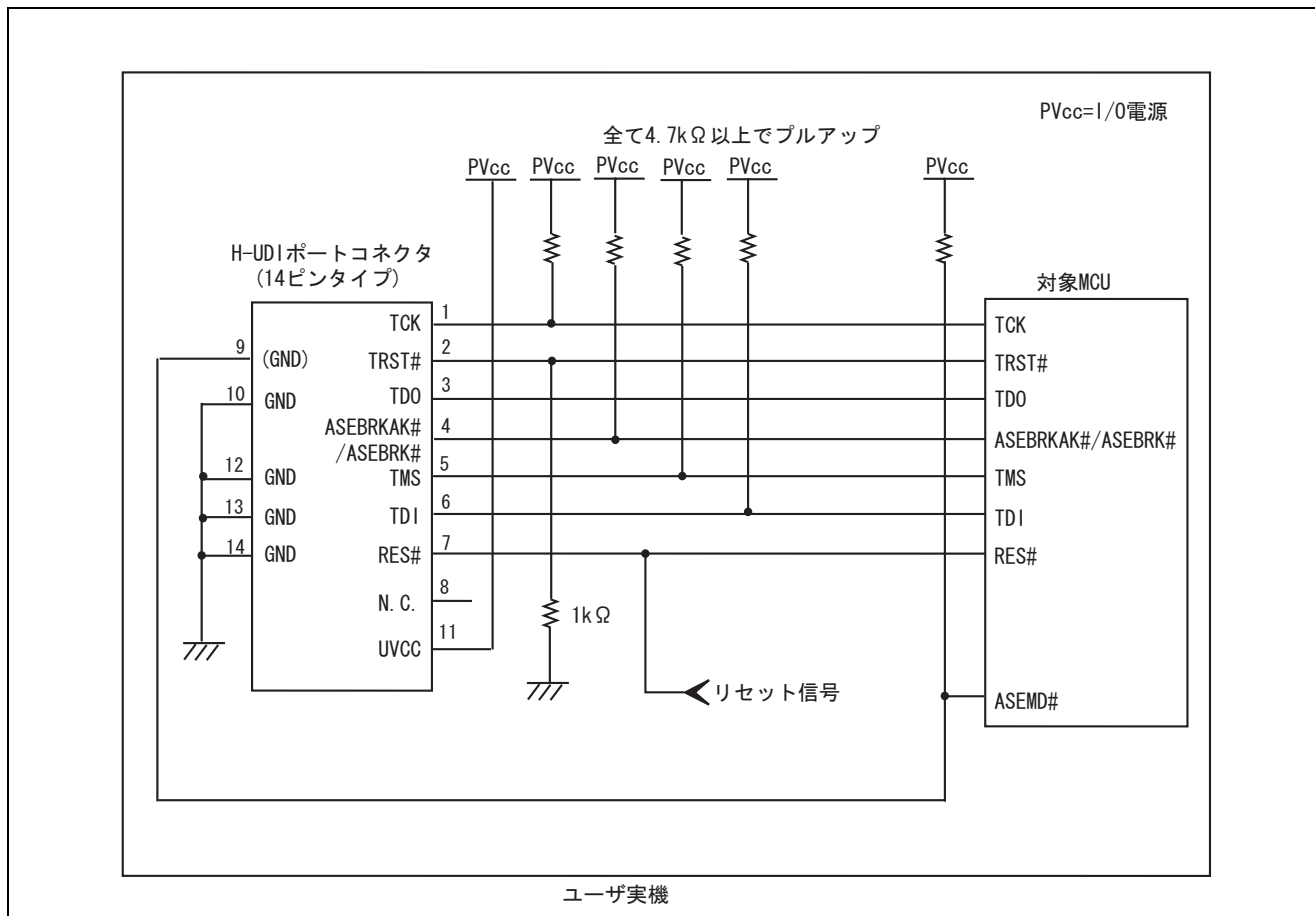 PVcc=I/O電源
全て4.7kΩ以上でプルアップ
PVcc PVcc PVcc PVcc PVcc PVcc
H-UDIポートコネクタ
(14ピンタイプ)
対象MCU
TCK 1 TCK
9 (GND) TRST# 2 TRST#
10 GND TDO 3 TDO
ASEBRKAK#
/ASEBRK# 4 ASEBRKAK#/ASEBRK#
12 GND TMS 5 TMS
13 GND TDI 6 TDI
14 GND RES# 7 RES#
N.C. 8
1kΩ
UVCC 11
リセット信号
ASEMD#
ユーザ実機